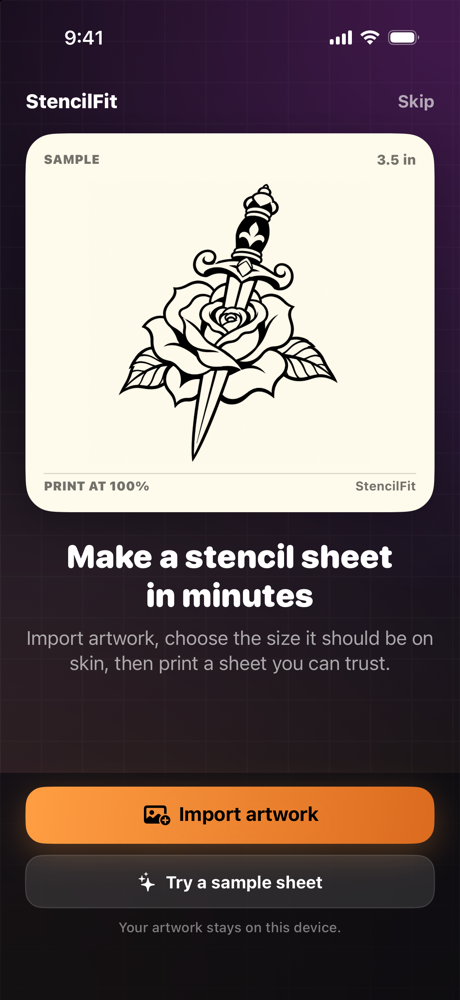 9:41
StencilFit
Skip
SAMPLE
3.5 in
PRINT AT 100%
StencilFit
Make a stencil sheet
in minutes
Import artwork, choose the size it should be on
skin, then print a sheet you can trust.
Import artwork
Try a sample sheet
Your artwork stays on this device.